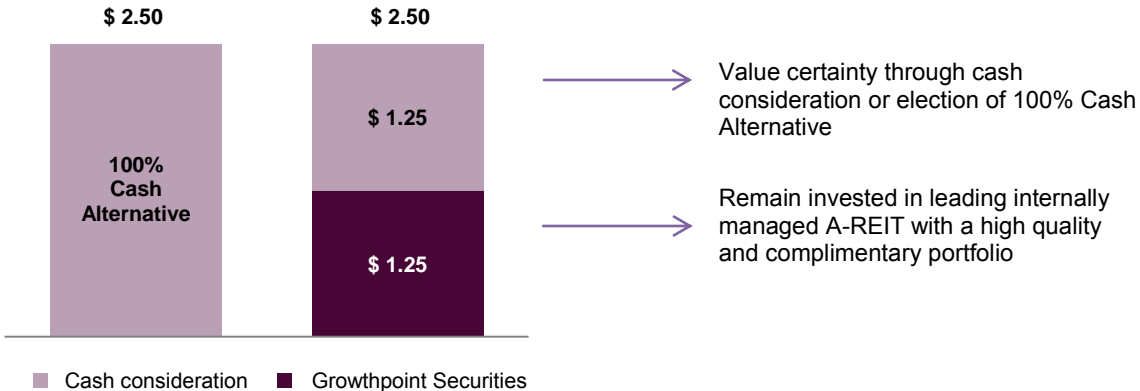 $ 2.50
$ 2.50
100%
Cash
Alternative
$ 1.25
$ 1.25
Value certainty through cash
consideration or election of 100% Cash
Alternative
Remain invested in leading internally
managed A-REIT with a high quality
and complimentary portfolio
Cash consideration
Growthpoint Securities